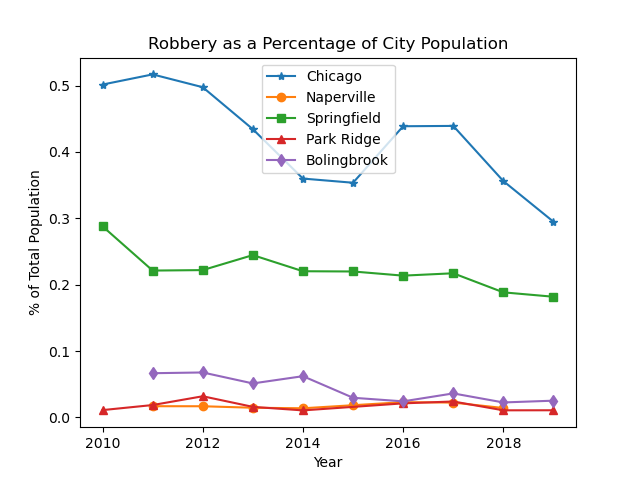 Robbery as a Percentage of City Population
Chicago
Naperville
Springfield
Park Ridge
Bolingbrook
% of Total Population
0.5
0.4
0.3
0.2
0.1
0.0
2010 2012 2014 2016 2018
Year